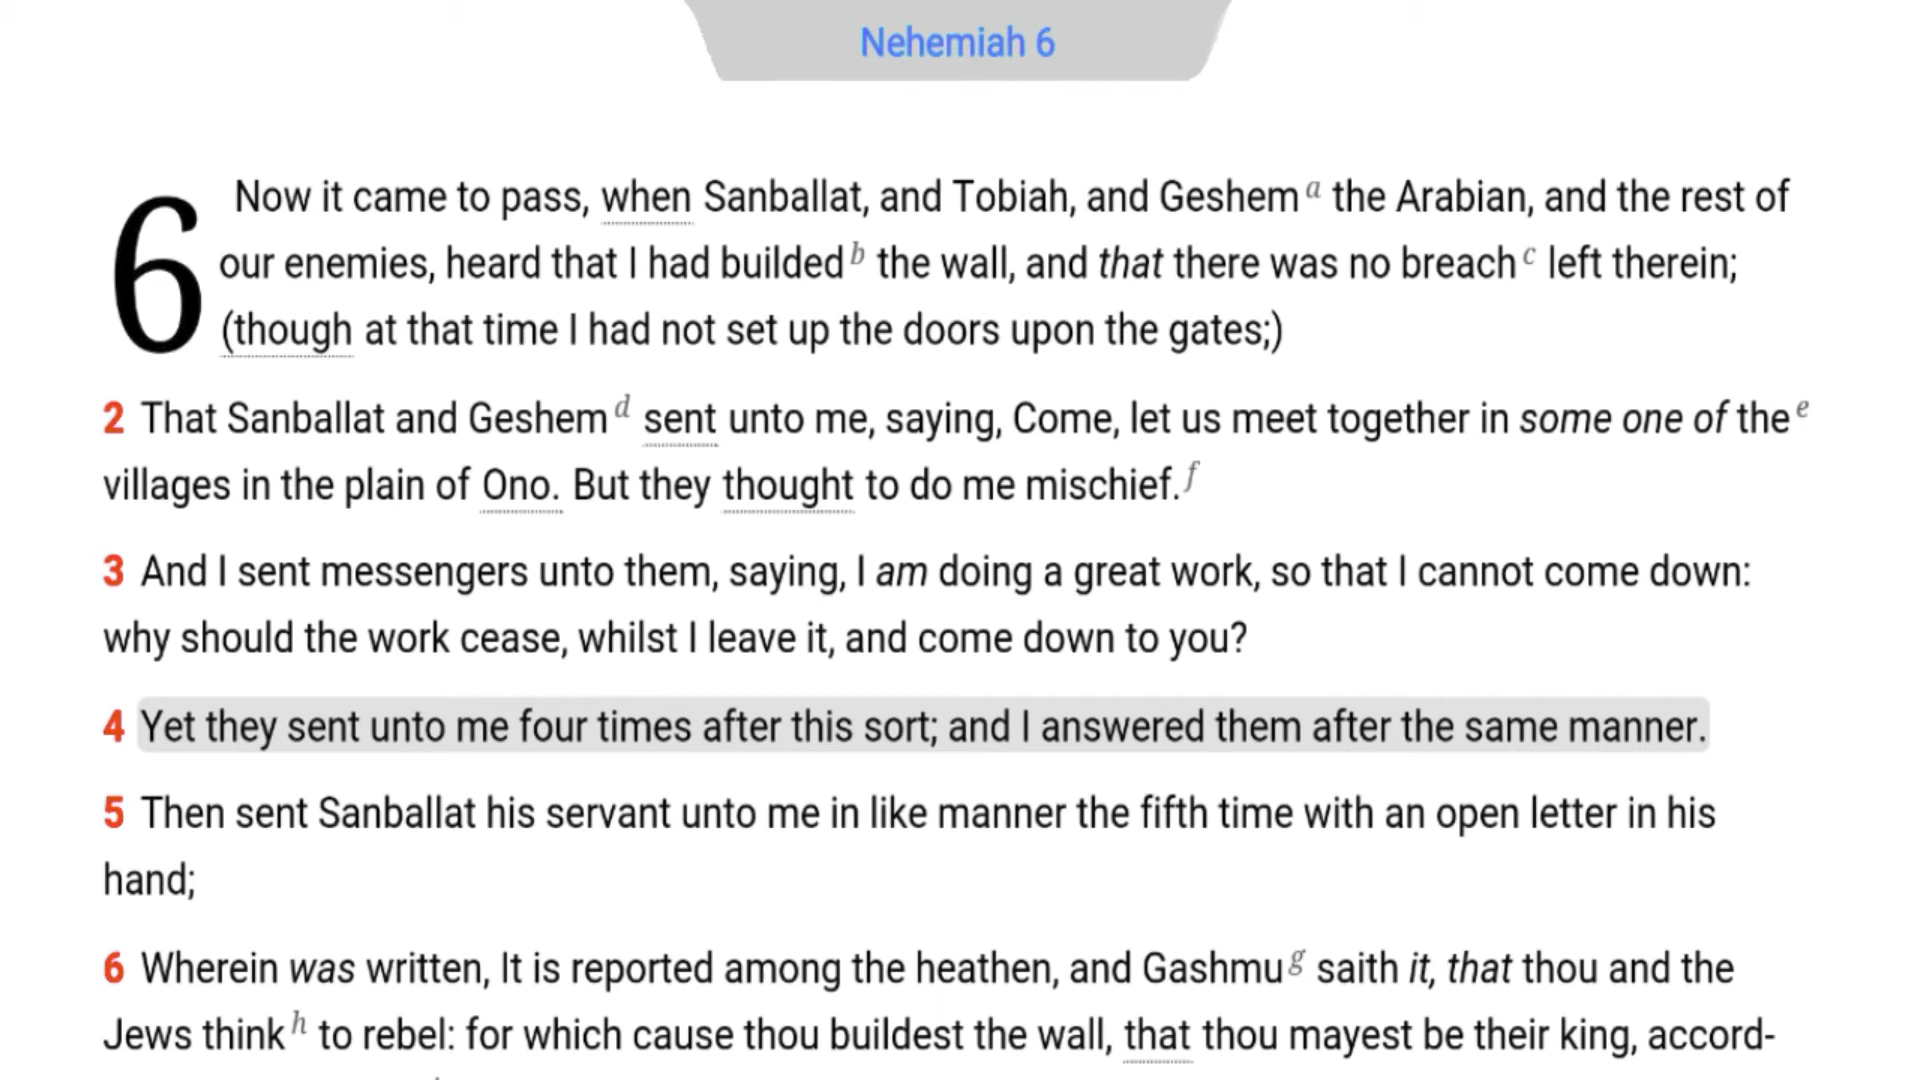 Nehemiah 6
6 Now it came to pass, when Sanballat, and Tobiah, and Geshem a the Arabian, and the rest of
our enemies, heard that I had builded b the wall, and that there was no breach c left therein;
(though at that time I had not set up the doors upon the gates;)
2 That Sanballat and Geshem d sent unto me, saying, Come, let us meet together in some one of the e
villages in the plain of Ono. But they thought to do me mischief. f
3 And I sent messengers unto them, saying, I am doing a great work, so that I cannot come down:
why should the work cease, whilst I leave it, and come down to you?
4 Yet they sent unto me four times after this sort; and I answered them after the same manner.
5 Then sent Sanballat his servant unto me in like manner the fifth time with an open letter in his
hand;
6 Wherein was written, It is reported among the heathen, and Gashmu g saith it, that thou and the
Jews think h to rebel: for which cause thou buildest the wall, that thou mayest be their king, accord-